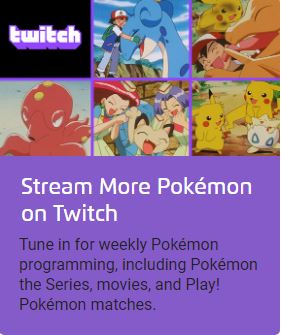 twitch
Stream More Pokémon
on Twitch
Tune in for weekly Pokémon
programming, including Pokémon
the Series, movies, and Play!
Pokémon matches.